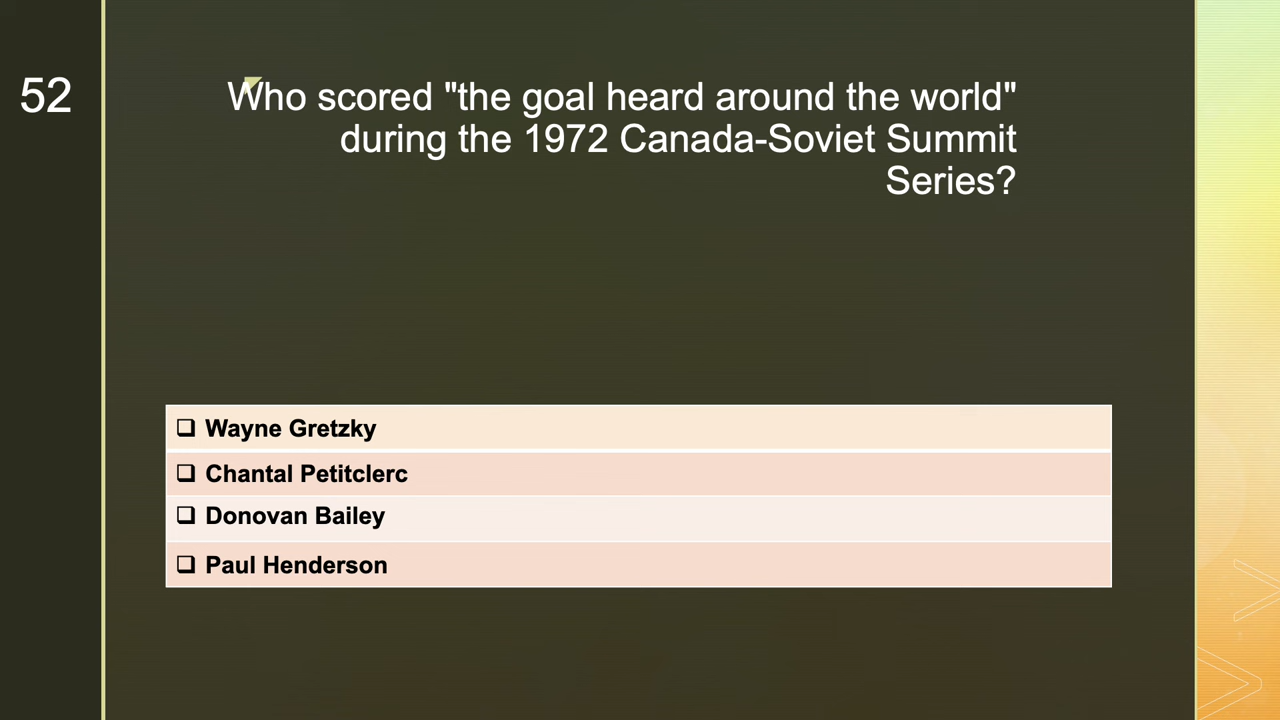 52
Who scored "the goal heard around the world"
during the 1972 Canada-Soviet Summit
Series?
❑ Wayne Gretzky
❑ Chantal Petitclerc
❑ Donovan Bailey
❑ Paul Henderson